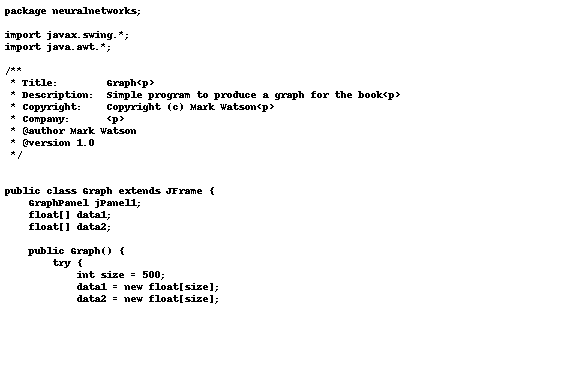 package neuralnetworks;

import javax.swing.*;
import java.awt.*;

/**
 * Title:        Graph<p>
 * Description:  Simple program to produce a graph for the book<p>
 * Copyright:    Copyright (c) Mark Watson<p>
 * Company:      <p>
 * @author Mark Watson
 * @version 1.0
 */


public class Graph extends JFrame {
    GraphPanel jPanel1;
    float[] data1;
    float[] data2;

    public Graph() {
        try {
            int size = 500;
            data1 = new float[size];
            data2 = new float[size];